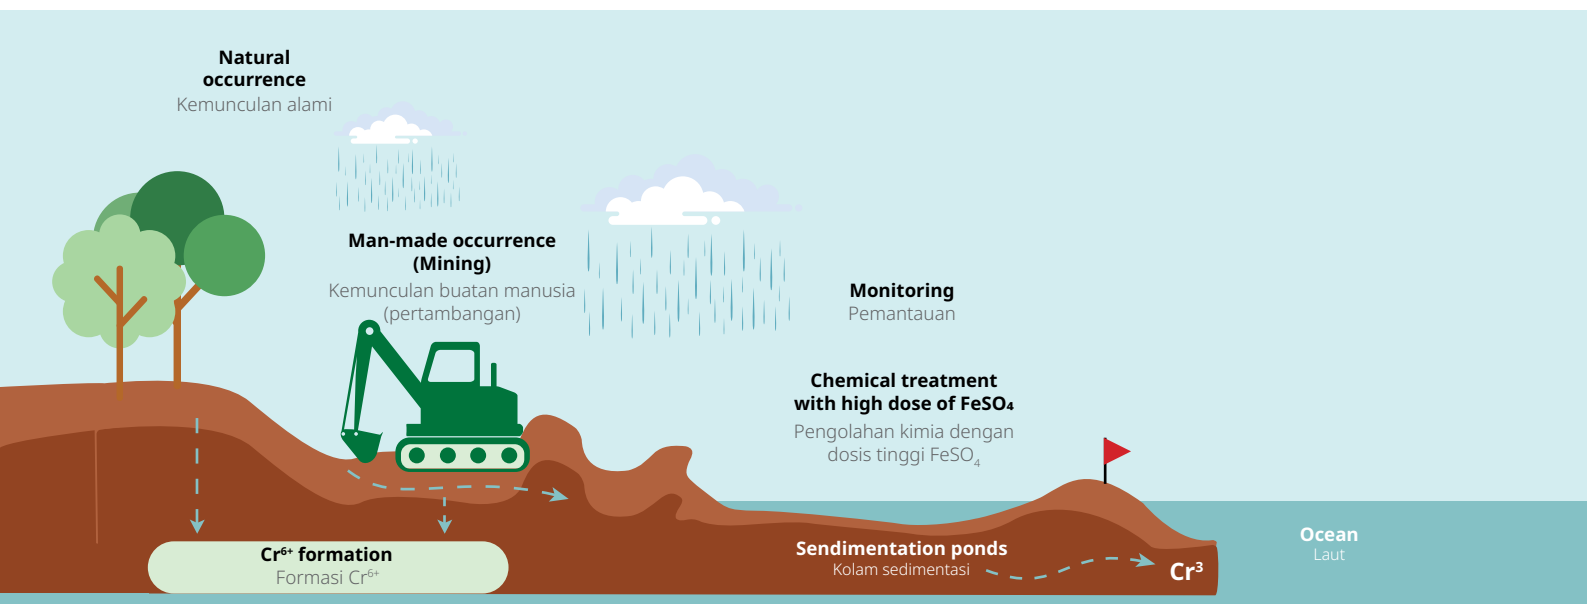 Natural
occurrence
Kemunculan alami
Man-made occurrence
(Mining)
Kemunculan buatan manusia
(pertambangan)
Monitoring
Pemantauan
Chemical treatment
with high dose of FeSO₄
Pengolahan kimia dengan
dosis tinggi FeSO₄
Cr⁶⁺ formation
Formasi Cr⁶⁺
Sendimentation ponds
Kolam sedimentasi
Cr³
Ocean
Laut